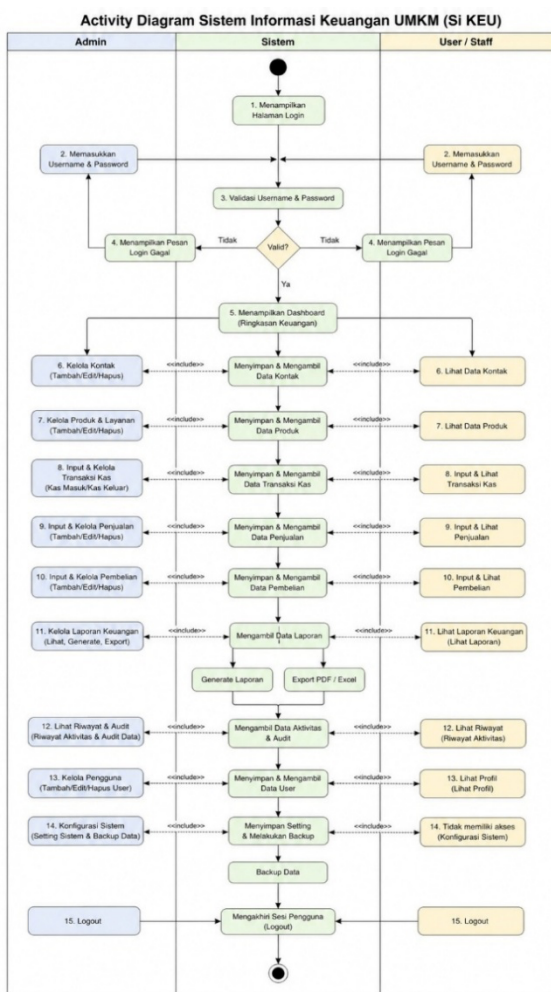 Activity Diagram Sistem Informasi Keuangan UMKM (Si KEU)
Admin
Sistem
User / Staff
1. Menampilkan
Halaman Login
2. Memasukkan
Username & Password
2. Memasukkan
Username & Password
3. Validasi Username & Password
4. Menampilkan Pesan
Login Gagal
Tidak
Valid?
Tidak
4. Menampilkan Pesan
Login Gagal
Ya
5. Menampilkan Dashboard
(Ringkasan Keuangan)
6. Kelola Kontak
(Tambah/Edit/Hapus)
<<include>>
Menyimpan & Mengambil
Data Kontak
<<include>>
6. Lihat Data Kontak
7. Kelola Produk & Layanan
(Tambah/Edit/Hapus)
<<include>>
Menyimpan & Mengambil
Data Produk
<<include>>
7. Lihat Data Produk
8. Input & Kelola
Transaksi Kas
(Kas Masuk/Kas Keluar)
<<include>>
Menyimpan & Mengambil
Data Transaksi Kas
<<include>>
8. Input & Lihat
Transaksi Kas
9. Input & Kelola Penjualan
(Tambah/Edit/Hapus)
<<include>>
Menyimpan & Mengambil
Data Penjualan
<<include>>
9. Input & Lihat
Penjualan
10. Input & Kelola Pembelian
(Tambah/Edit/Hapus)
<<include>>
Menyimpan & Mengambil
Data Pembelian
<<include>>
10. Input & Lihat
Pembelian
11. Kelola Laporan Keuangan
(Lihat, Generate, Export)
<<include>>
Mengambil Data Laporan
<<include>>
11. Lihat Laporan Keuangan
(Lihat Laporan)
Generate Laporan
Export PDF / Excel
12. Lihat Riwayat & Audit
(Riwayat Aktivitas & Audit Data)
<<include>>
Mengambil Data Aktivitas
& Audit
<<include>>
12. Lihat Riwayat
(Riwayat Aktivitas)
13. Kelola Pengguna
(Tambah/Edit/Hapus User)
<<include>>
Menyimpan & Mengambil
Data User
<<include>>
13. Lihat Profil
(Lihat Profil)
14. Konfigurasi Sistem
(Setting Sistem & Backup Data)
<<include>>
Menyimpan Setting
& Melakukan Backup
<<include>>
14. Tidak memiliki akses
(Konfigurasi Sistem)
Backup Data
15. Logout
Mengakhiri Sesi Pengguna
(Logout)
15. Logout